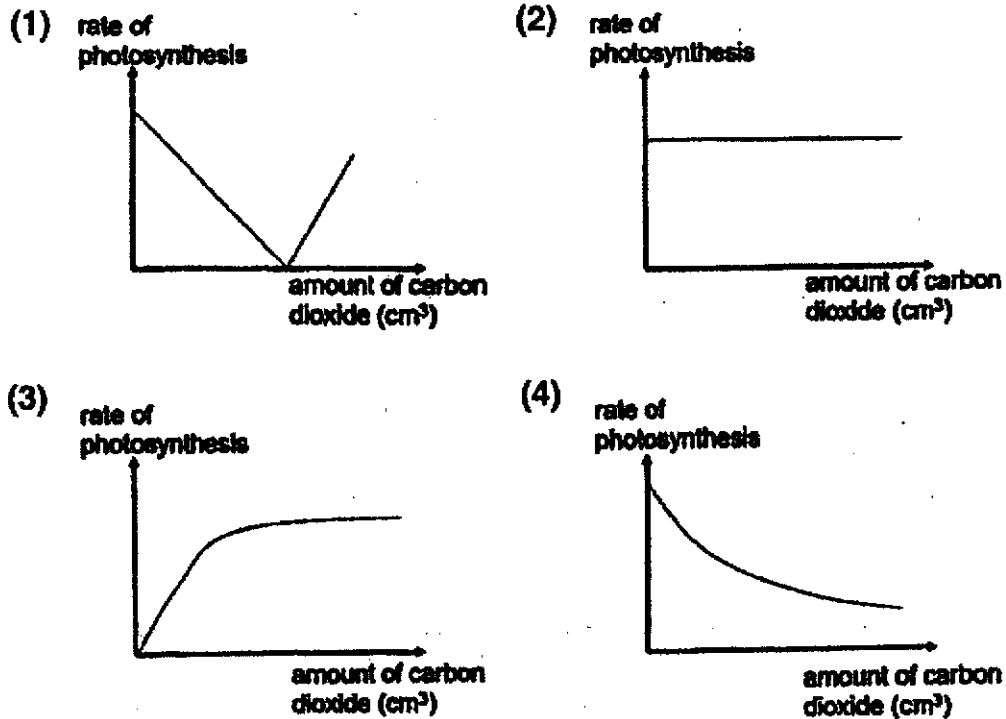 (1)
rate of
photosynthesis
amount of carbon
dioxide (cm³)
(2)
rate of
photosynthesis
amount of carbon
dioxide (cm³)
(3)
rate of
photosynthesis
amount of carbon
dioxide (cm³)
(4)
rate of
photosynthesis
amount of carbon
dioxide (cm³)